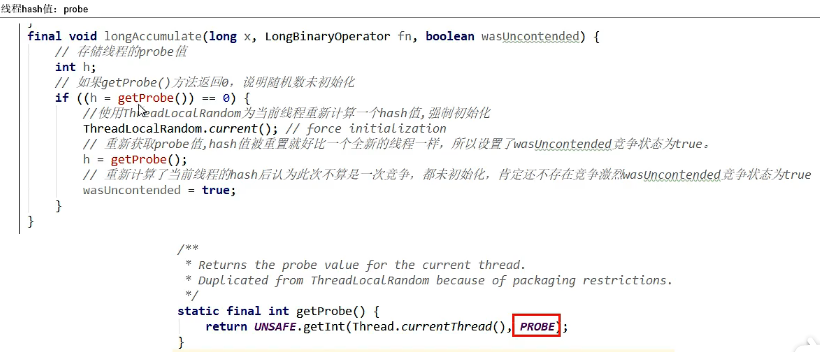 线程hash值：probe
}
final void longAccumulate(long x, LongBinaryOperator fn, boolean wasUncontended) {
// 存储线程的probe值
int h;
// 如果getProbe()方法返回0，说明随机数未初始化
if ((h = getProbe()) == 0) {
//使用ThreadLocalRandom为当前线程重新计算一个hash值,强制初始化
ThreadLocalRandom.current(); // force initialization
// 重新获取probe值,hash值被重置就好比一个全新的线程一样，所以设置了wasUncontended竞争状态为true。
h = getProbe();
// 重新计算了当前线程的hash后认为此次不算是一次竞争，都未初始化，肯定还不存在竞争激烈wasUncontended竞争状态为true
wasUncontended = true;
}
}
/**
* Returns the probe value for the current thread.
* Duplicated from ThreadLocalRandom because of packaging restrictions.
*/
static final int getProbe() {
return UNSAFE.getInt(Thread.currentThread(), PROBE);
}